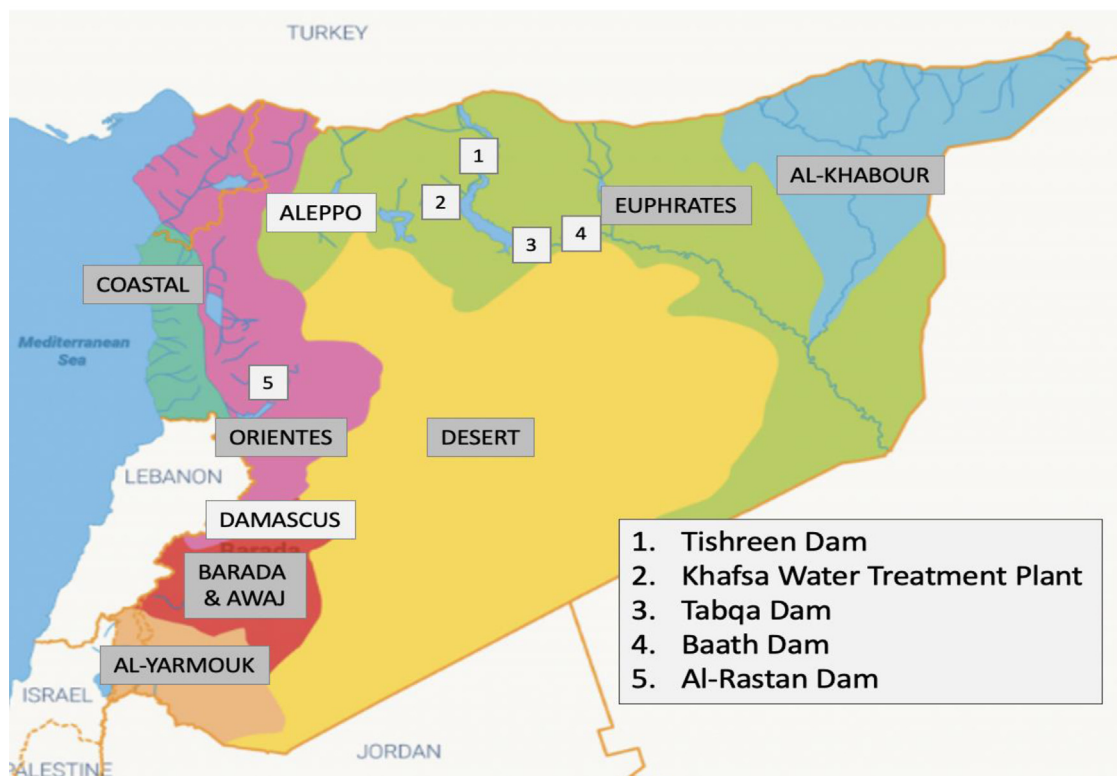 TURKEY
1
AL-KHABOUR
2
ALEPPO
EUPHRATES
4
3
COASTAL
Mediterranean
Sea
5
ORIENTES
DESERT
LEBANON
DAMASCUS
Barada
BARADA
& AWAJ
AL-YARMOUK
ISRAEL
JORDAN
PALESTINE
1. Tishreen Dam
2. Khafsa Water Treatment Plant
3. Tabqa Dam
4. Baath Dam
5. Al-Rastan Dam